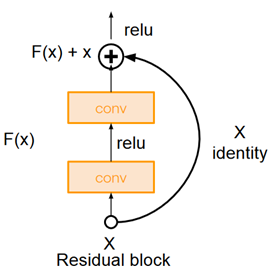 relu
F(x) + x
+
conv
F(x)
relu
X
identity
conv
X
Residual block